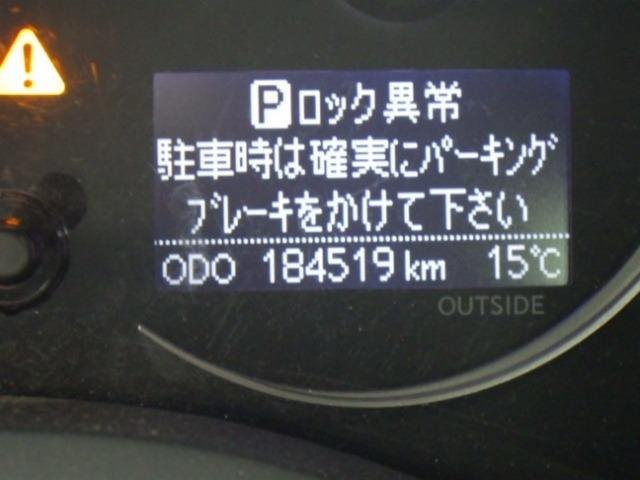 Pロック異常
駐車時は確実にパーキング
ブレーキをかけて下さい
ODO 184519 km 15℃
OUTSIDE